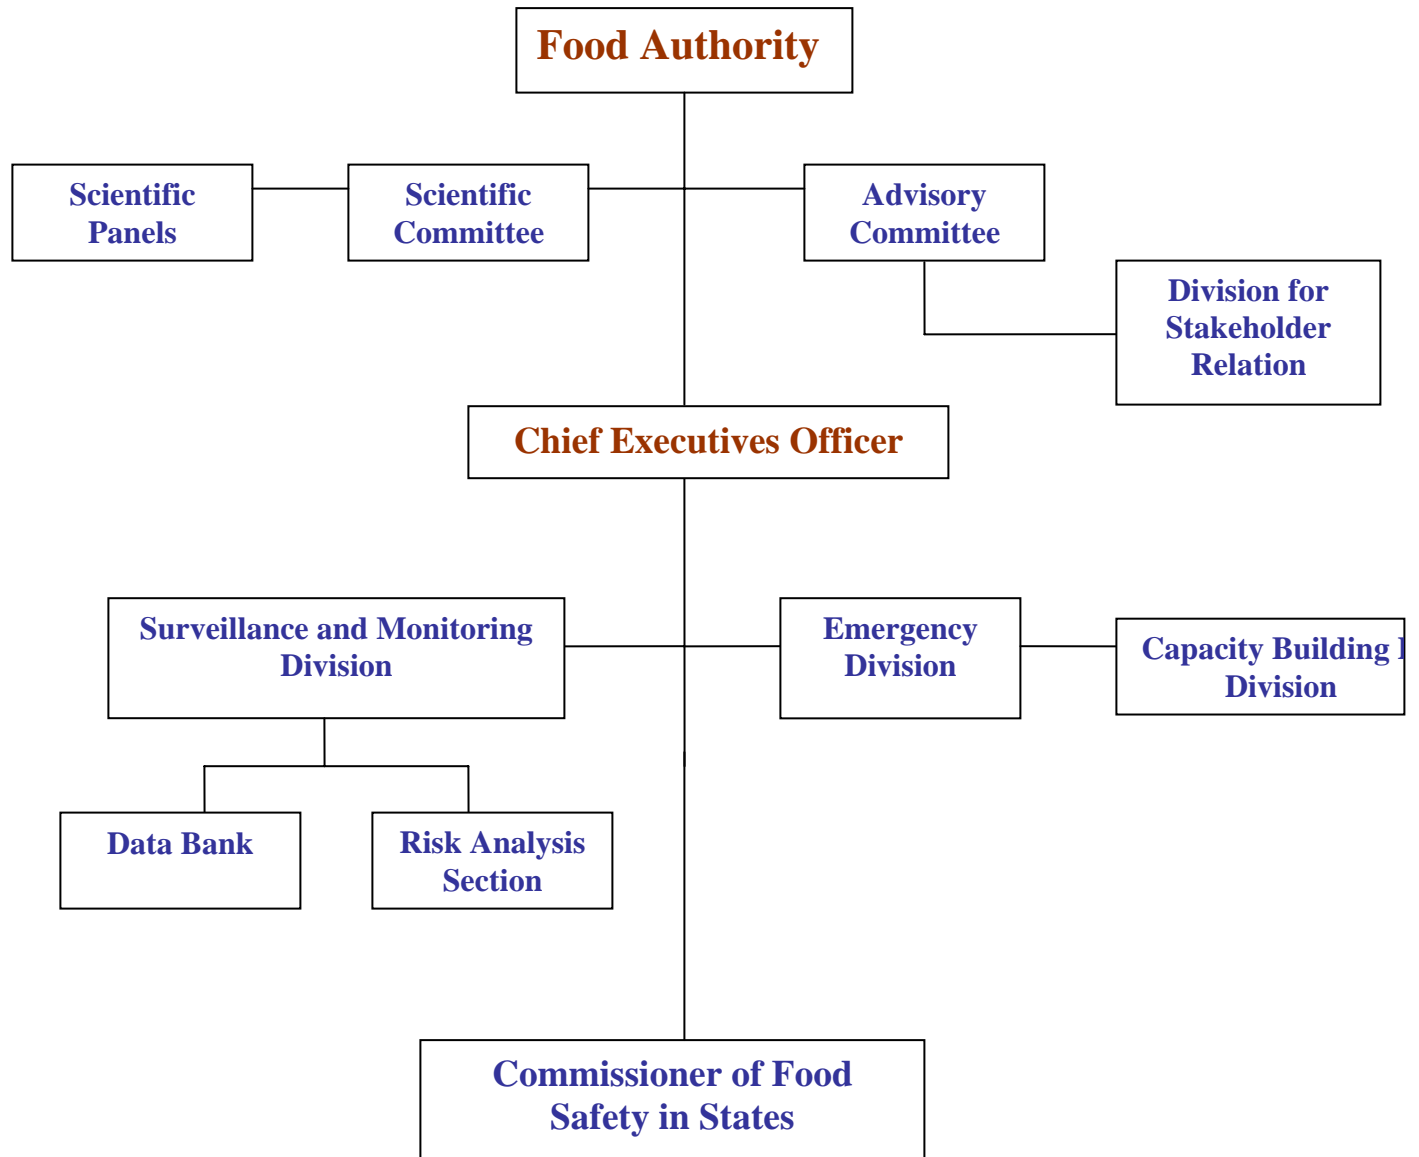 Food Authority
Scientific
Panels
Scientific
Committee
Advisory
Committee
Division for
Stakeholder
Relation
Chief Executives Officer
Surveillance and Monitoring
Division
Emergency
Division
Capacity Building
Division
Data Bank
Risk Analysis
Section
Commissioner of Food
Safety in States